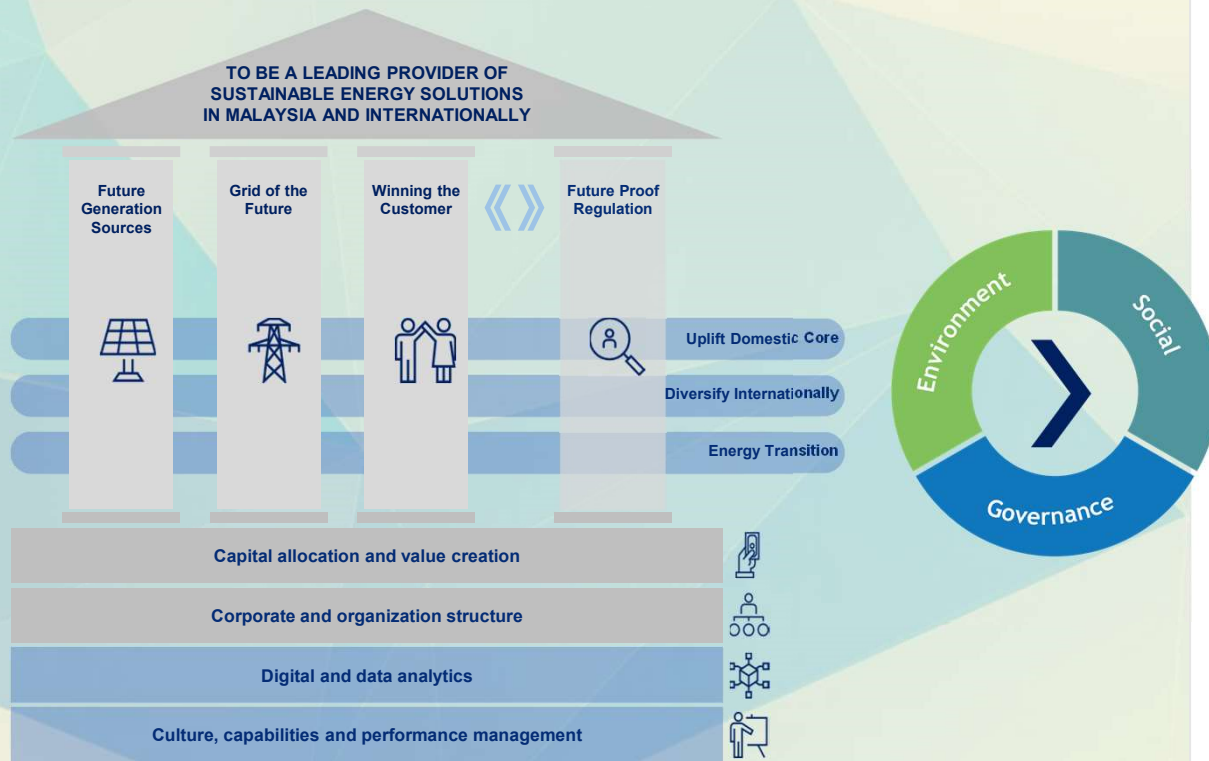 TO BE A LEADING PROVIDER OF
SUSTAINABLE ENERGY SOLUTIONS
IN MALAYSIA AND INTERNATIONALLY
Future
Generation
Sources
Grid of the
Future
Winning the
Customer
Future Proof
Regulation
Uplift Domestic Core
Diversify Internationally
Energy Transition
Capital allocation and value creation
Corporate and organization structure
Digital and data analytics
Culture, capabilities and performance management
Environment
Social
Governance